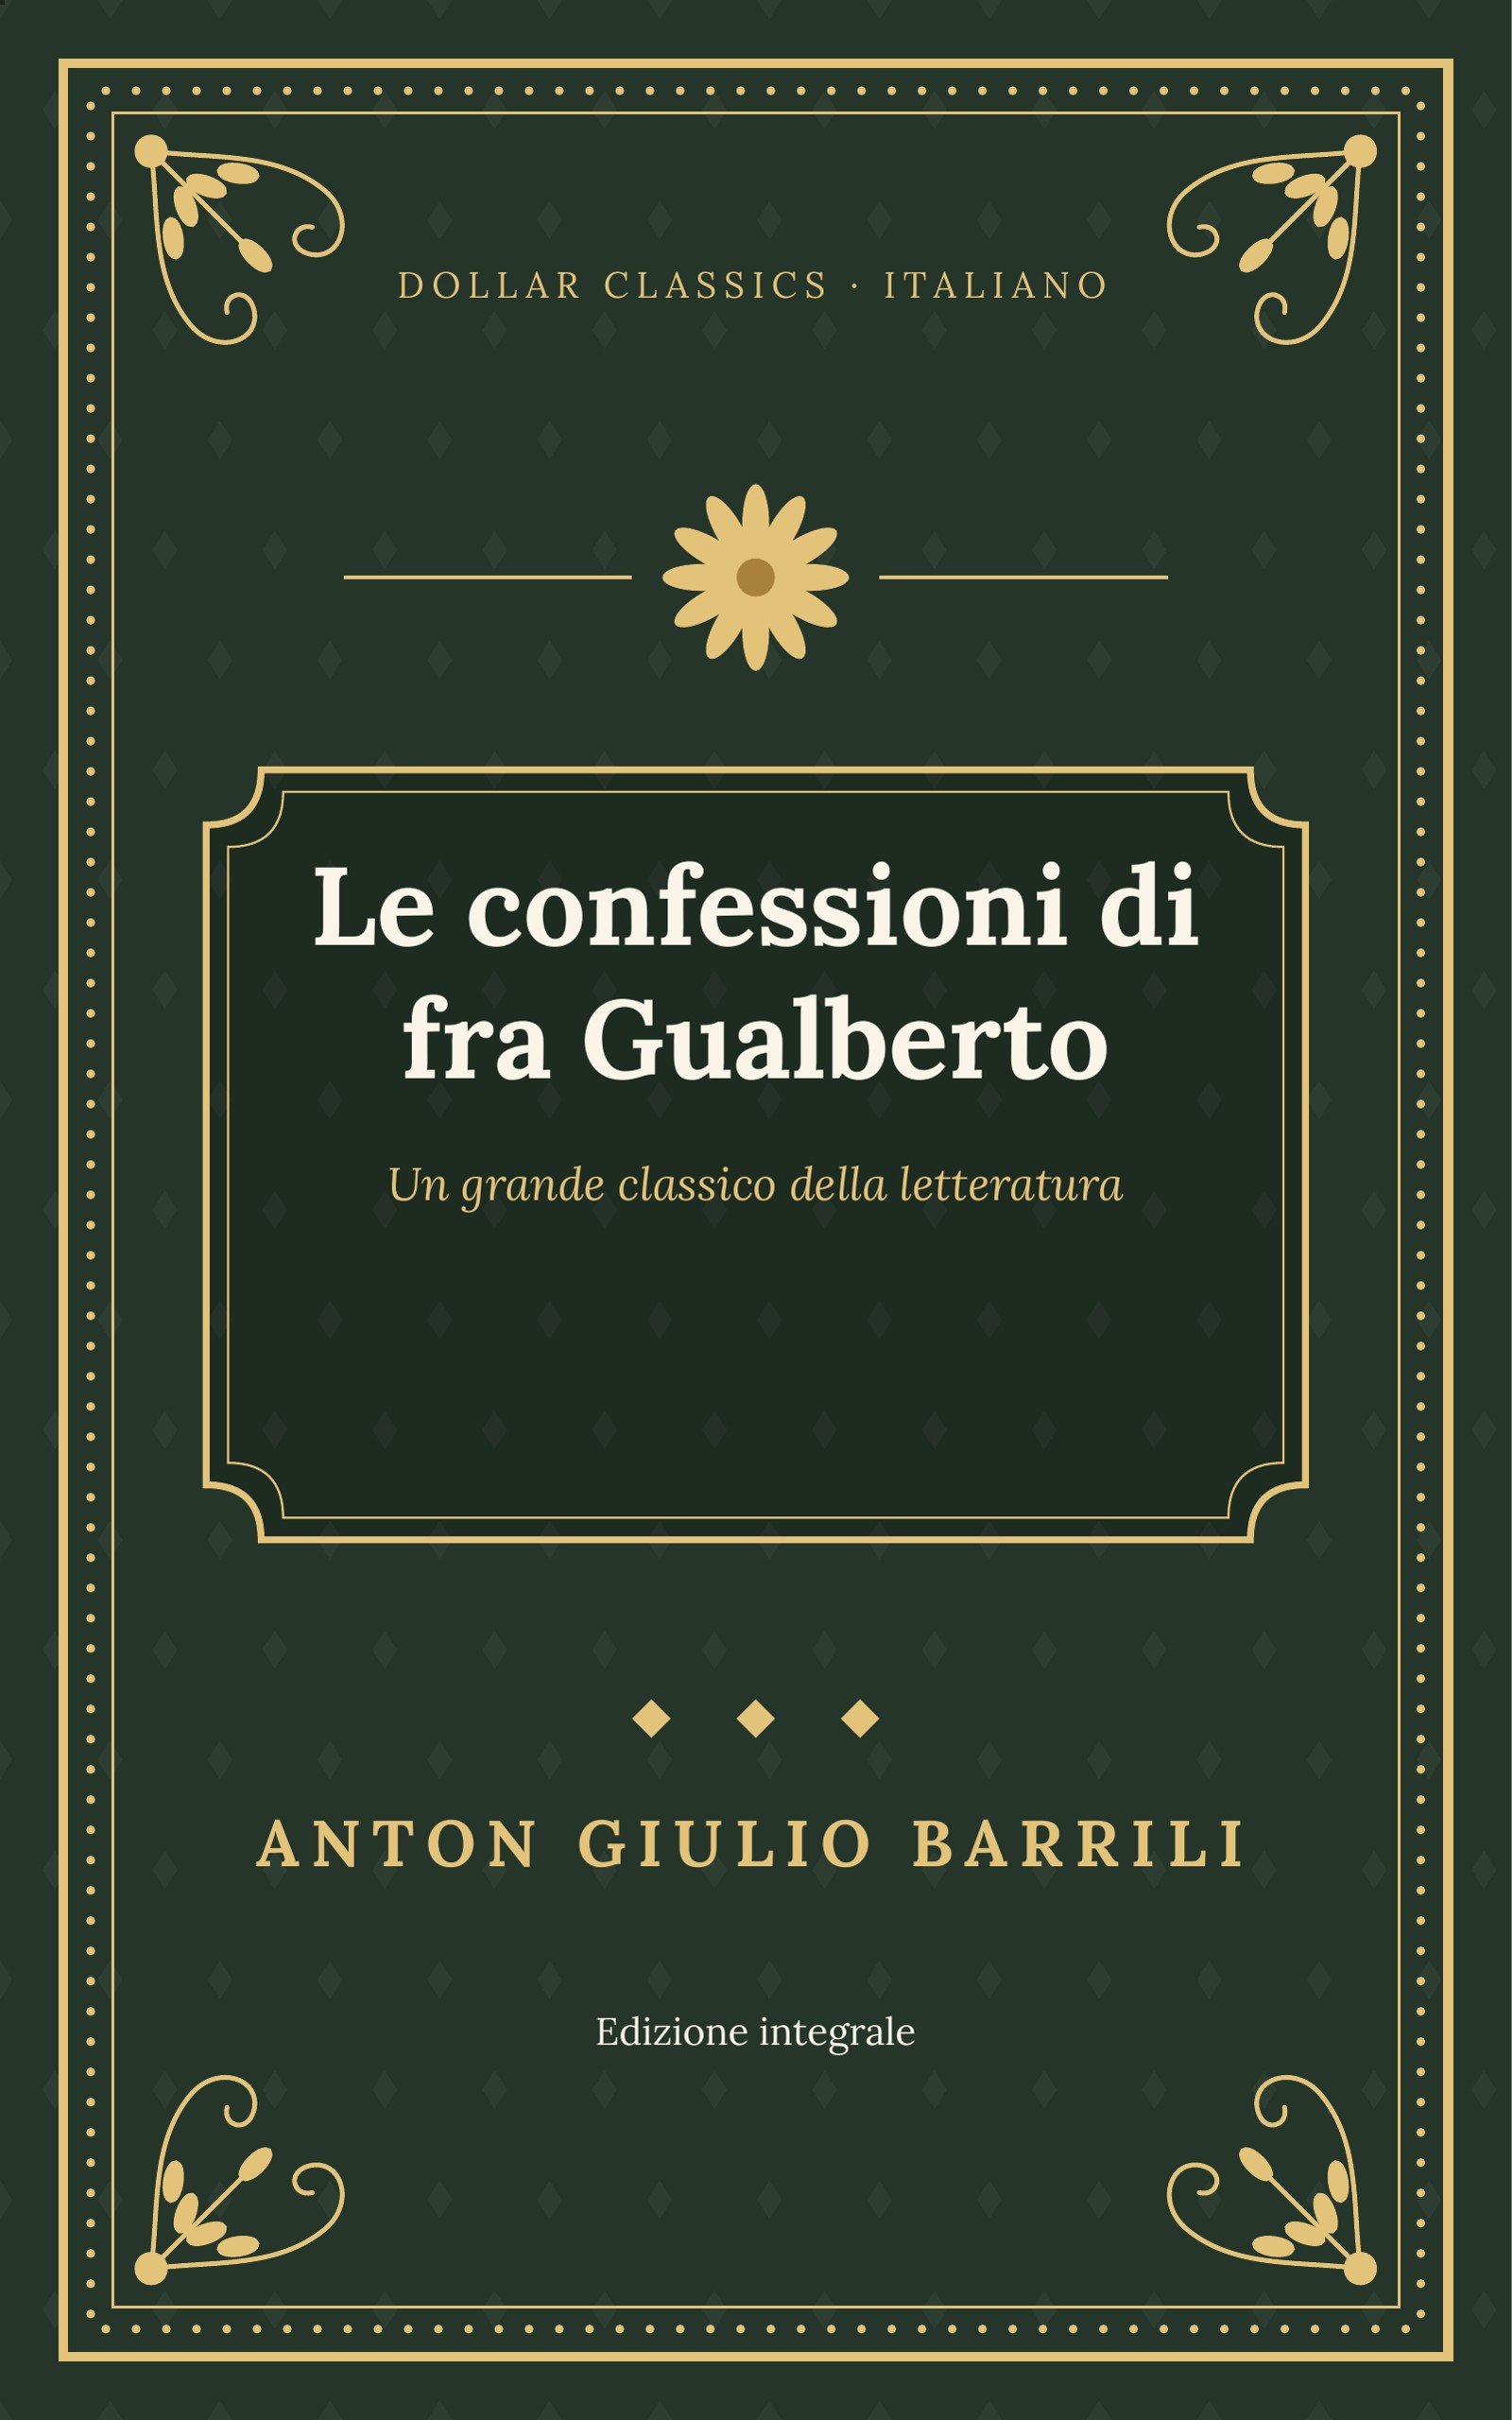 DOLLAR CLASSICS · ITALIANO
Le confessioni di
fra Gualberto
Un grande classico della letteratura
ANTON GIULIO BARRILI
Edizione integrale